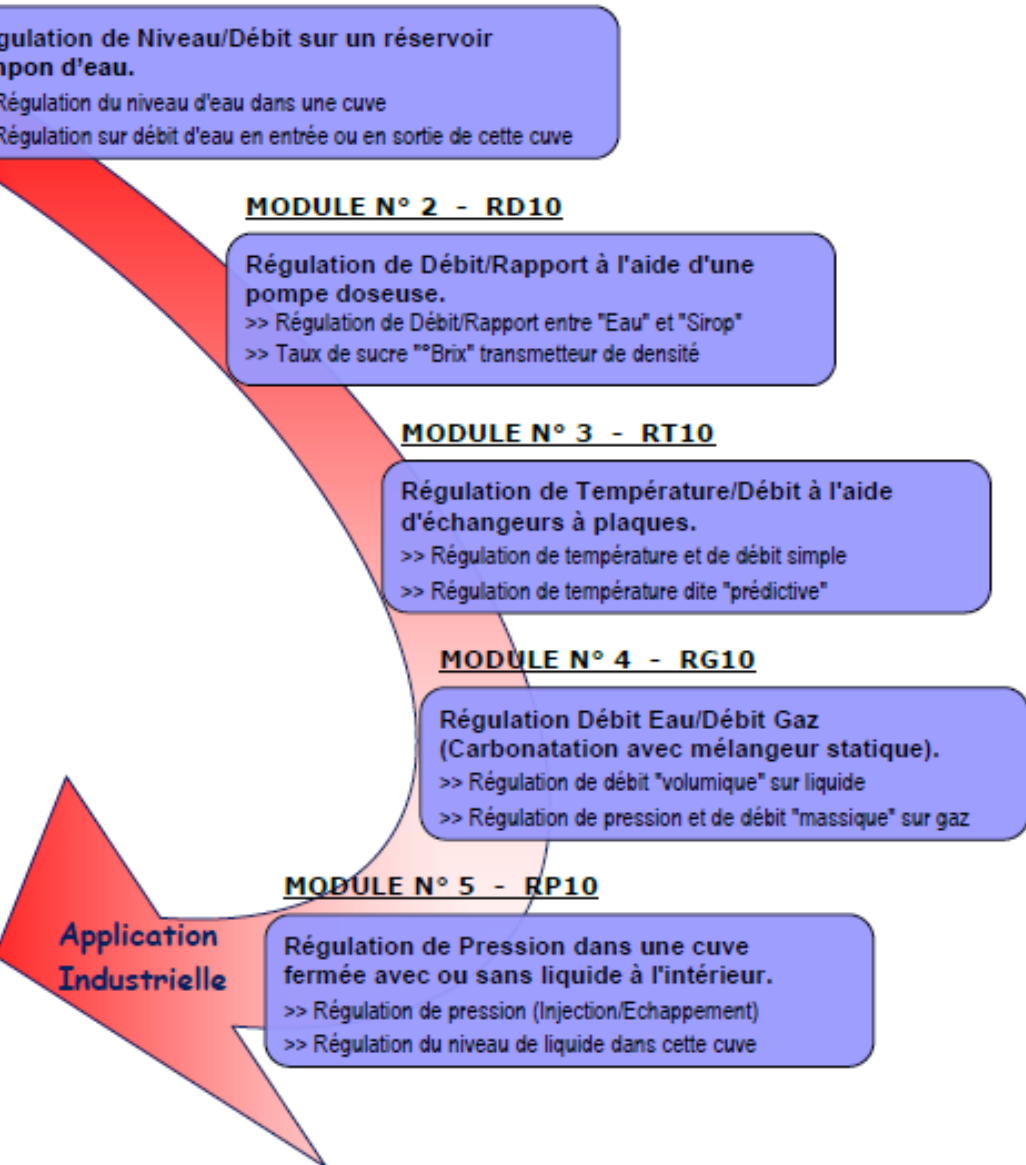 gulation de Niveau/Débit sur un réservoir
npon d'eau.
Régulation du niveau d'eau dans une cuve
Régulation sur débit d'eau en entrée ou en sortie de cette cuve
MODULE N° 2 - RD10
Régulation de Débit/Rapport à l'aide d'une
pompe doseuse.
>> Régulation de Débit/Rapport entre "Eau" et "Sirop"
>> Taux de sucre "°Brix" transmetteur de densité
MODULE N° 3 - RT10
Régulation de Température/Débit à l'aide
d'échangeurs à plaques.
>> Régulation de température et de débit simple
>> Régulation de température dite "prédictive"
MODULE N° 4 - RG10
Régulation Débit Eau/Débit Gaz
(Carbonatation avec mélangeur statique).
>> Régulation de débit "volumique" sur liquide
>> Régulation de pression et de débit "massique" sur gaz
MODULE N° 5 - RP10
Régulation de Pression dans une cuve
fermée avec ou sans liquide à l'intérieur.
>> Régulation de pression (Injection/Echappement)
>> Régulation du niveau de liquide dans cette cuve
Application
Industrielle